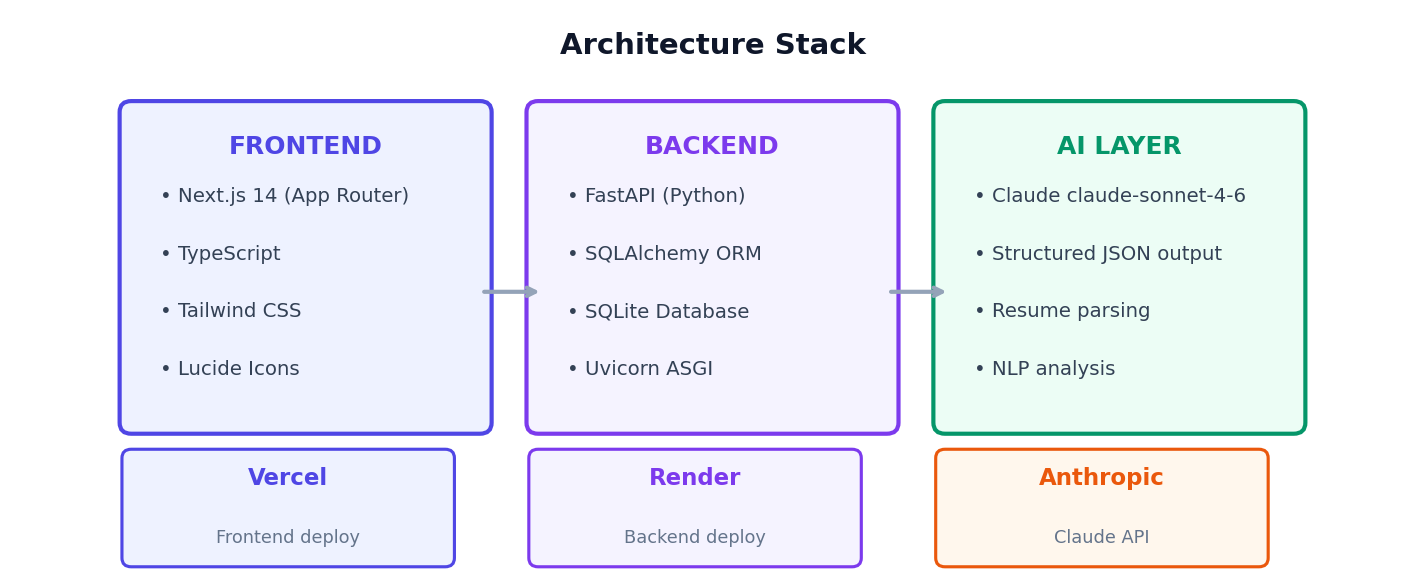 Architecture Stack
FRONTEND
• Next.js 14 (App Router)
• TypeScript
• Tailwind CSS
• Lucide Icons
BACKEND
• FastAPI (Python)
• SQLAlchemy ORM
• SQLite Database
• Uvicorn ASGI
AI LAYER
• Claude claude-sonnet-4-6
• Structured JSON output
• Resume parsing
• NLP analysis
Vercel
Frontend deploy
Render
Backend deploy
Anthropic
Claude API